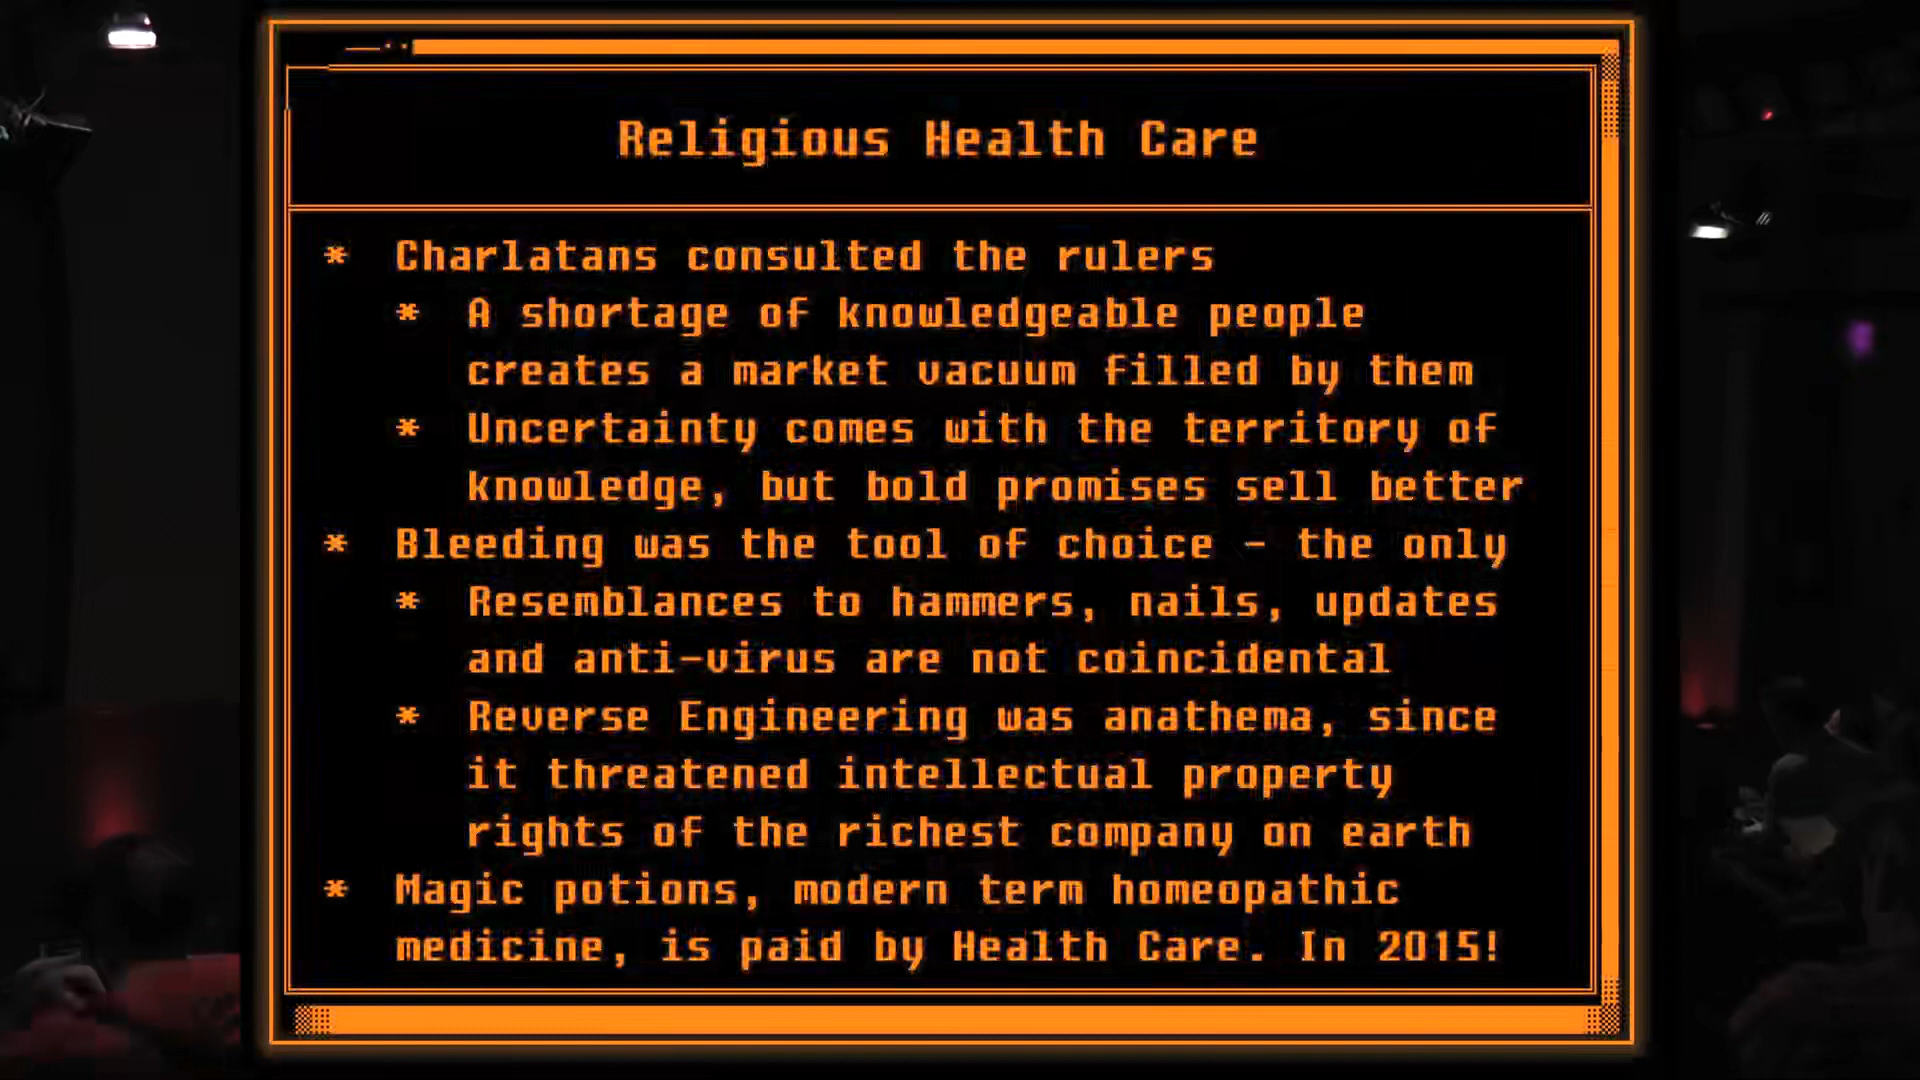 Religious Health Care
* Charlatans consulted the rulers
* A shortage of knowledgeable people
creates a market vacuum filled by them
* Uncertainty comes with the territory of
knowledge, but bold promises sell better
* Bleeding was the tool of choice - the only
* Resemblances to hammers, nails, updates
and anti-virus are not coincidental
* Reverse Engineering was anathema, since
it threatened intellectual property
rights of the richest company on earth
* Magic potions, modern term homeopathic
medicine, is paid by Health Care. In 2015!